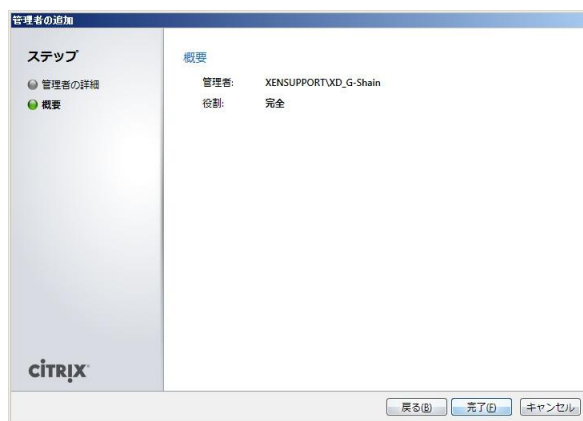 管理者の追加
ステップ
管理者の詳細
概要
概要
管理者: XENSUPPORT\XD_G-Shain
役割: 完全
CİTRIX
戻る(B) 完了(F) キャンセル